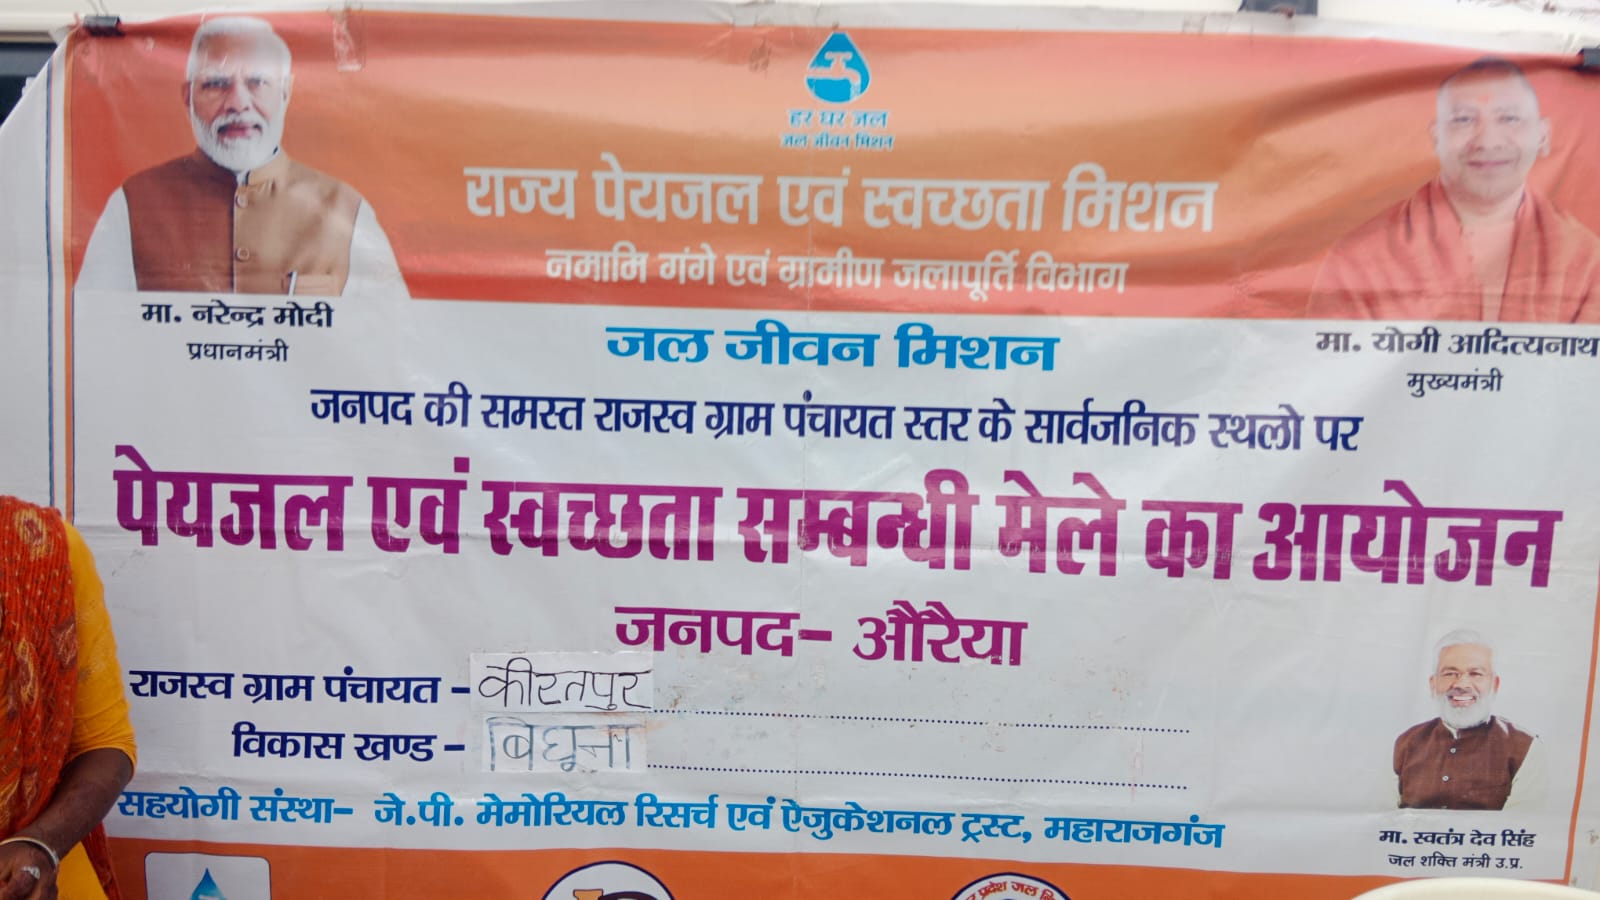 हर घर जल
जल जीवन मिशन
राज्य पेयजल एवं स्वच्छता मिशन
नमामि गंगे एवं ग्रामीण जलापूर्ति विभाग
मा. नरेन्द्र मोदी
प्रधानमंत्री
मा. योगी आदित्यनाथ
मुख्यमंत्री
जल जीवन मिशन
जनपद की समस्त राजस्व ग्राम पंचायत स्तर के सार्वजनिक स्थलो पर
पेयजल एवं स्वच्छता सम्बन्धी मेले का आयोजन
जनपद- औरैया
राजस्व ग्राम पंचायत - कीरतपुर
विकास खण्ड - बिधूना
सहयोगी संस्था- जे.पी. मेमोरियल रिसर्च एवं ऐजुकेशनल ट्रस्ट, महाराजगंज
मा. स्वतंत्र देव सिंह
जल शक्ति मंत्री उ.प्र.
प्रदेश जल